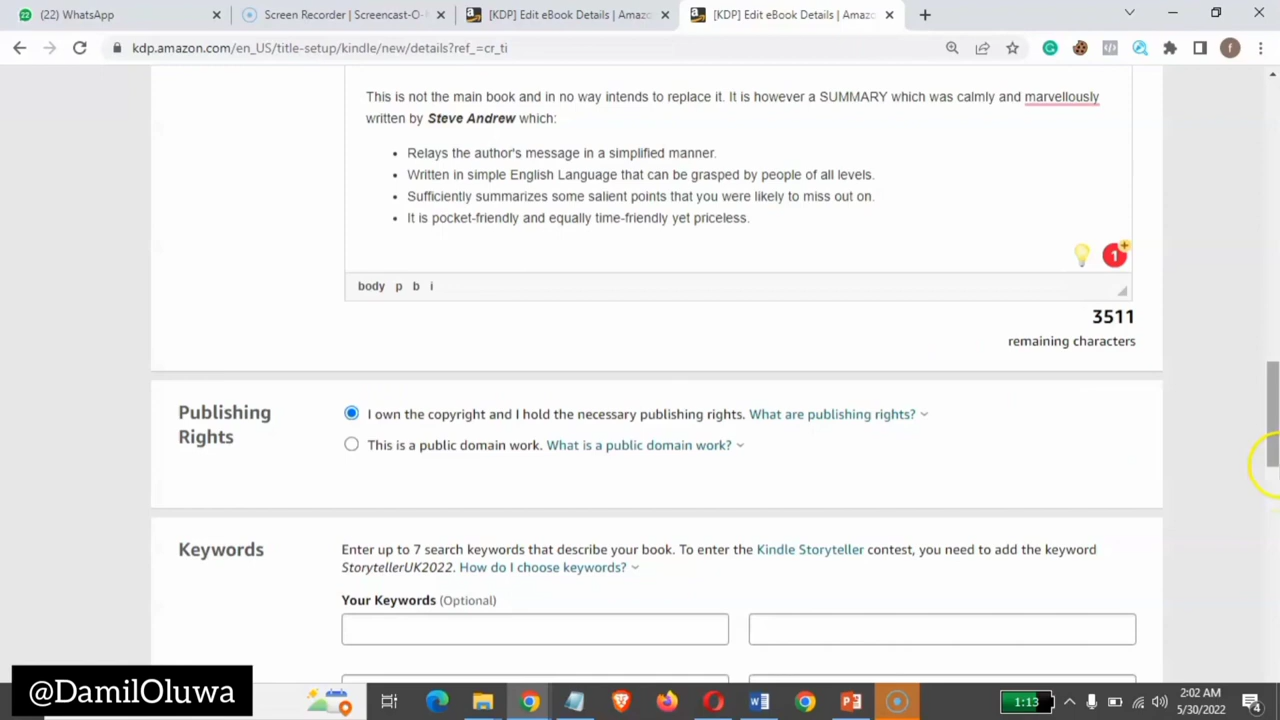 (22) WhatsApp
Screen Recorder | Screencast-O-
[KDP] Edit eBook Details | Amazo
[KDP] Edit eBook Details | Amazo
kdp.amazon.com/en_US/title-setup/kindle/new/details?ref_=cr_ti
This is not the main book and in no way intends to replace it. It is however a SUMMARY which was calmly and marvellously
written by Steve Andrew which:
• Relays the author's message in a simplified manner.
• Written in simple English Language that can be grasped by people of all levels.
• Sufficiently summarizes some salient points that you were likely to miss out on.
• It is pocket-friendly and equally time-friendly yet priceless.
1
body p b i
3511
remaining characters
Publishing
Rights
I own the copyright and I hold the necessary publishing rights. What are publishing rights?
This is a public domain work. What is a public domain work?
Keywords
Enter up to 7 search keywords that describe your book. To enter the Kindle Storyteller contest, you need to add the keyword
StorytellerUK2022. How do I choose keywords?
Your Keywords (Optional)
@DamilOluwa
1:13
2:02 AM
5/30/2022
4